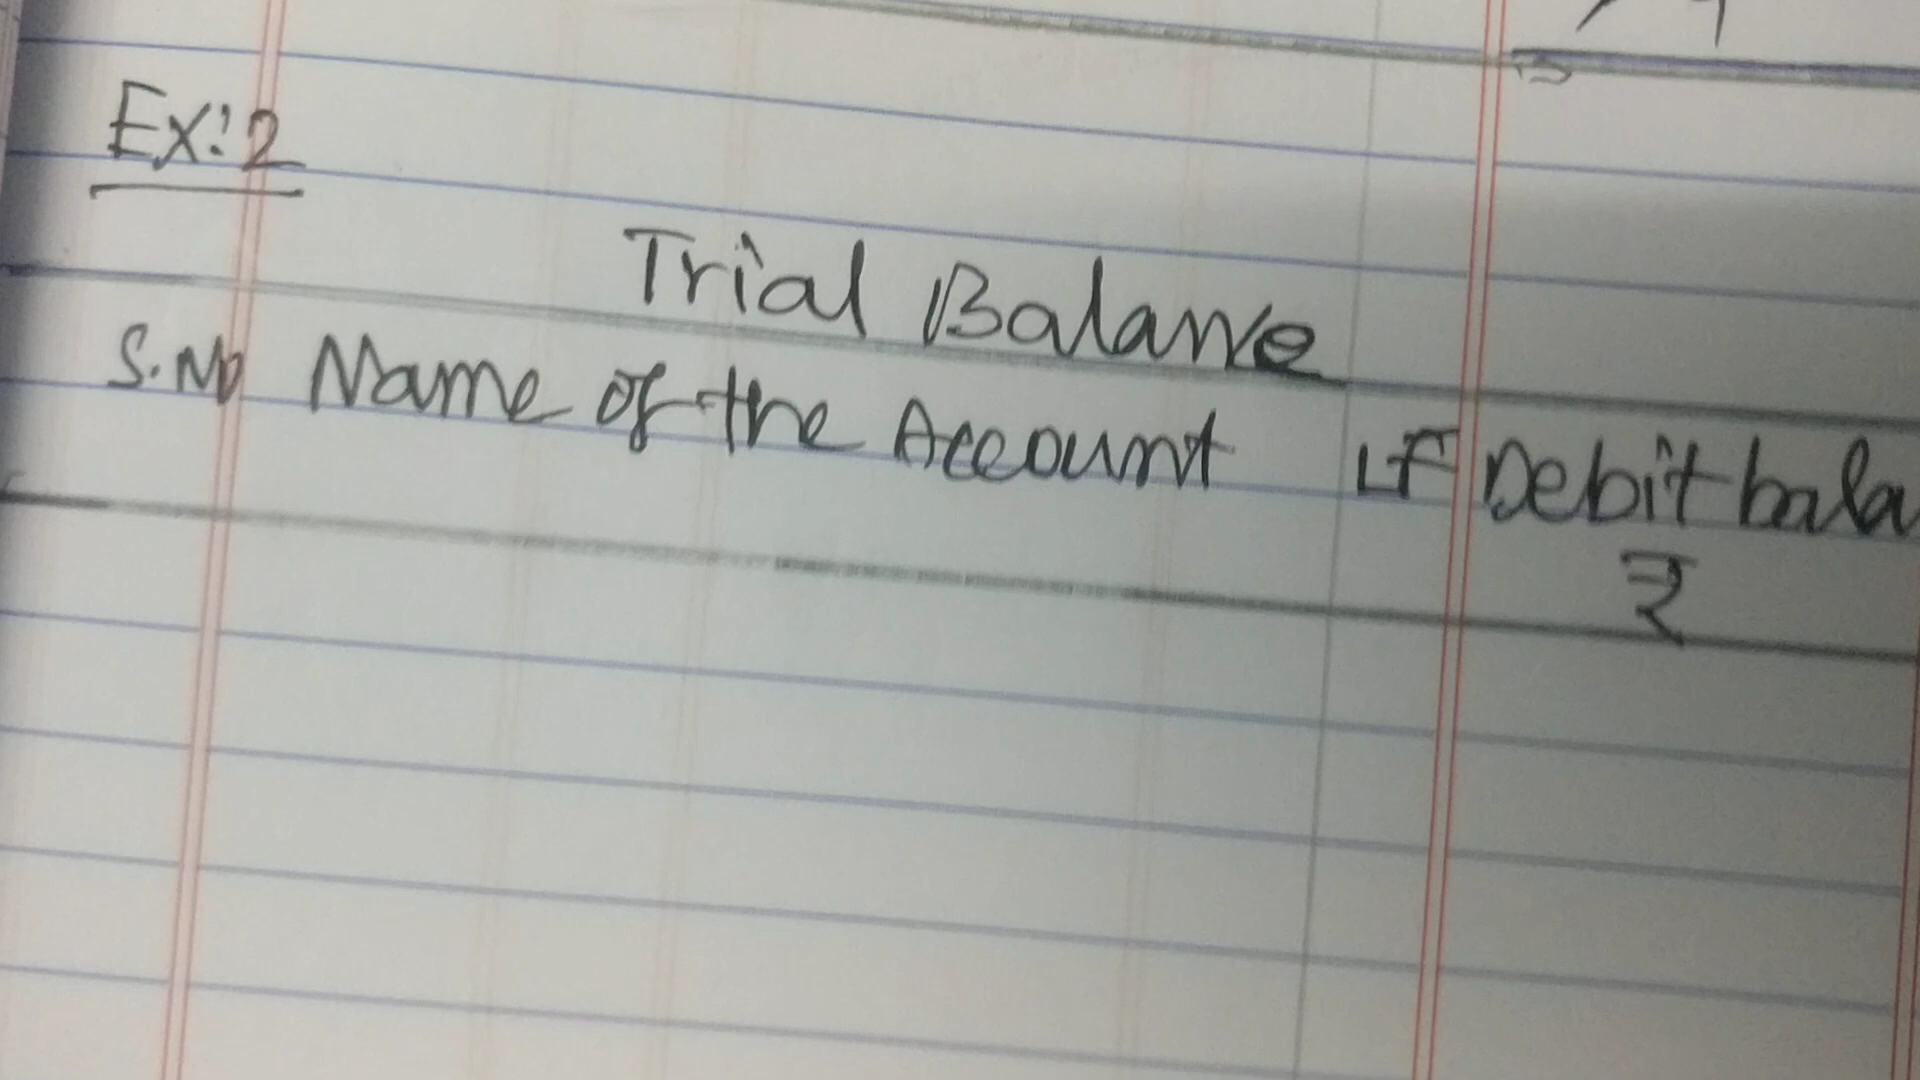 Ex: 2
Trial Balance
S.No Name of the Account LF Debit bala
₹